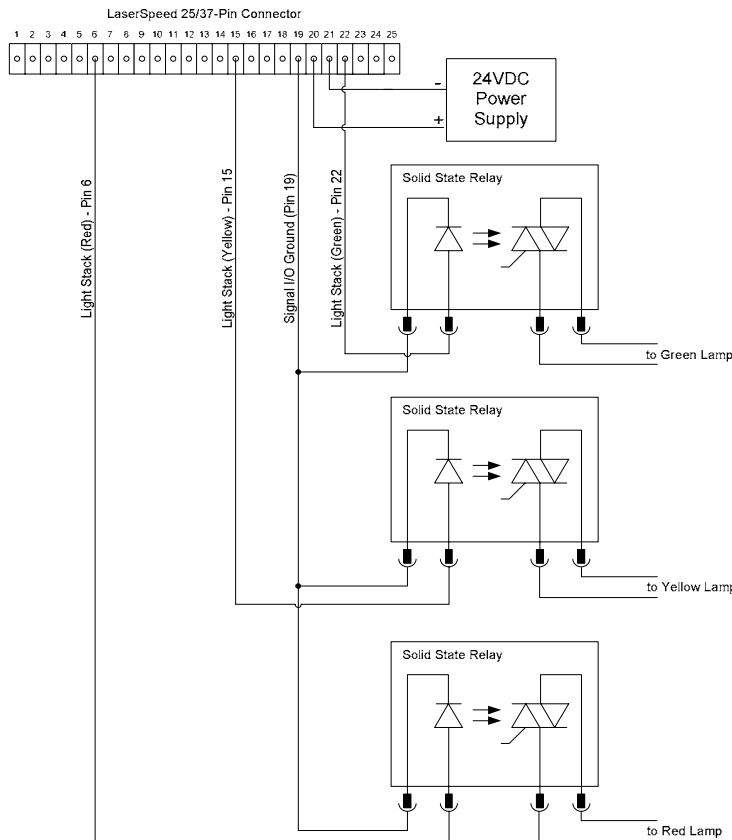 LaserSpeed 25/37-Pin Connector
1 2 3 4 5 6 7 8 9 10 11 12 13 14 15 16 17 18 19 20 21 22 23 24 25
-
+
24VDC
Power
Supply
Light Stack (Red) - Pin 6
Light Stack (Yellow) - Pin 15
Signal I/O Ground (Pin 19)
Light Stack (Green) - Pin 22
Solid State Relay
to Green Lamp
Solid State Relay
to Yellow Lamp
Solid State Relay
to Red Lamp